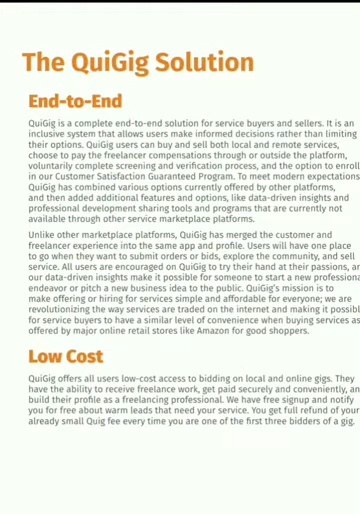 The QuiGig Solution
End-to-End
QuiGig is a complete end-to-end solution for service buyers and sellers. It is an
inclusive system that allows users make informed decisions rather than limiting
their options. QuiGig users can buy and sell both local and remote services,
choose to pay the freelancer compensations through or outside the platform,
voluntarily complete screening and verification process, and the option to enroll
in our Customer Satisfaction Guaranteed Program. To meet modern expectations
QuiGig has combined various options currently offered by other platforms,
and then added additional features and options, like data-driven insights and
professional development sharing tools and programs that are currently not
available through other service marketplace platforms.
Unlike other marketplace platforms, QuiGig has merged the customer and
freelancer experience into the same app and profile. Users will have one place
to go when they want to submit orders or bids, explore the community, and sell
service. All users are encouraged on QuiGig to try their hand at their passions, an
our data-driven insights make it possible for someone to start a new professiona
endeavor or pitch a new business idea to the public. QuiGig's mission is to
make offering or hiring for services simple and affordable for everyone; we are
revolutionizing the way services are traded on the internet and making it possibl
for service buyers to have a similar level of convenience when buying services as
offered by major online retail stores like Amazon for good shoppers.
Low Cost
QuiGig offers all users low-cost access to bidding on local and online gigs. They
have the ability to receive freelance work, get paid securely and conveniently, an
build their profile as a freelancing professional. We have free signup and notify
you for free about warm leads that need your service. You get full refund of your
already small Quig fee every time you are one of the first three bidders of a gig.